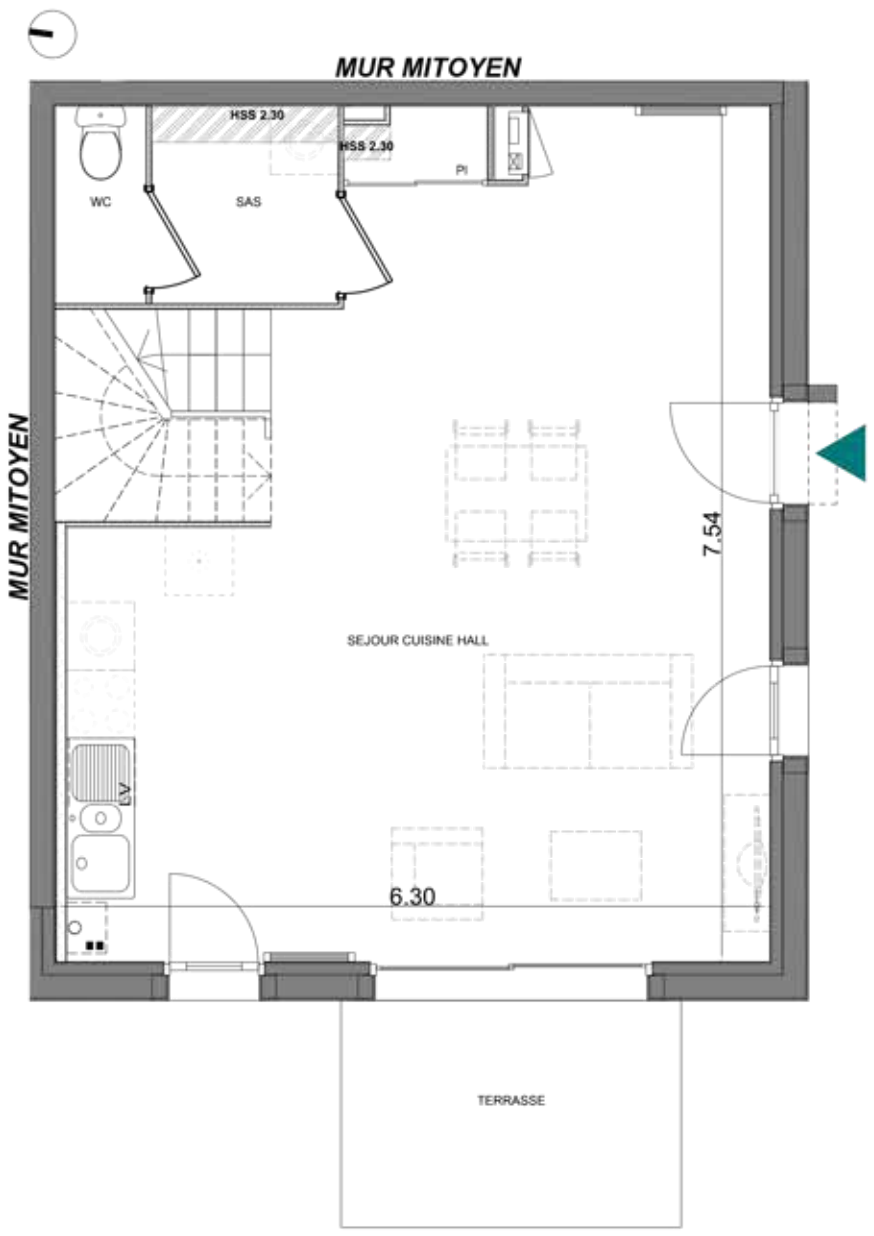 MUR MITOYEN
HSS 2.30
HSS 2.30
PI
WC
SAS
MUR MITOYEN
7.54
SEJOUR CUISINE HALL
LV
6.30
TERRASSE